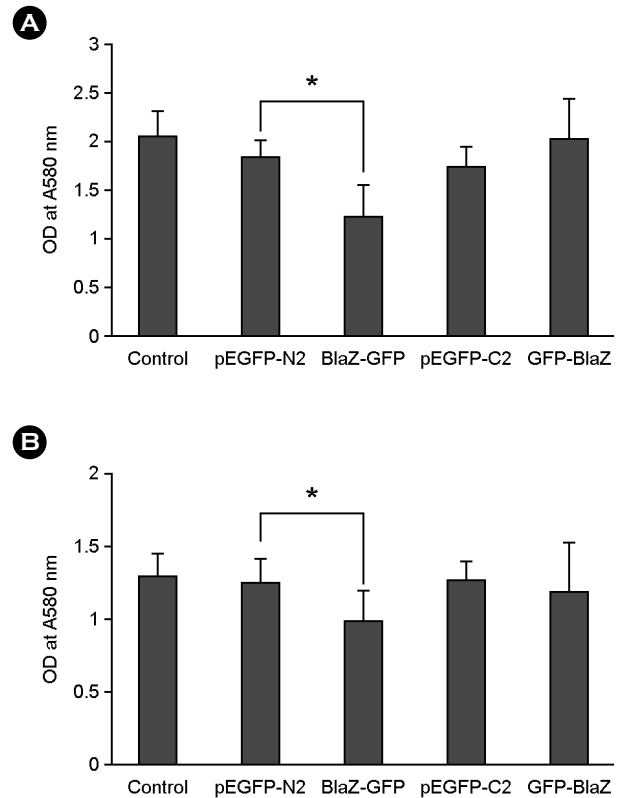 A
3
2.5
2
1.5
1
0.5
0
OD at A580 nm
*
Control pEGFP-N2 BlaZ-GFP pEGFP-C2 GFP-BlaZ
B
2
1.5
1
0.5
0
OD at A580 nm
*
Control pEGFP-N2 BlaZ-GFP pEGFP-C2 GFP-BlaZ